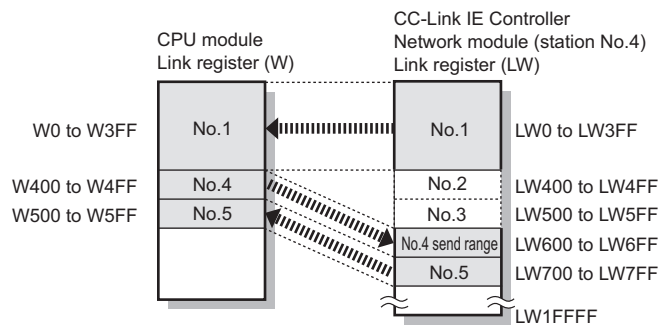 CPU module
Link register (W)
CC-Link IE Controller
Network module (station No.4)
Link register (LW)
W0 to W3FF
No.1
No.1
LW0 to LW3FF
W400 to W4FF
No.4
No.2
LW400 to LW4FF
W500 to W5FF
No.5
No.3
LW500 to LW5FF
No.4 send range
LW600 to LW6FF
No.5
LW700 to LW7FF
LW1FFFF